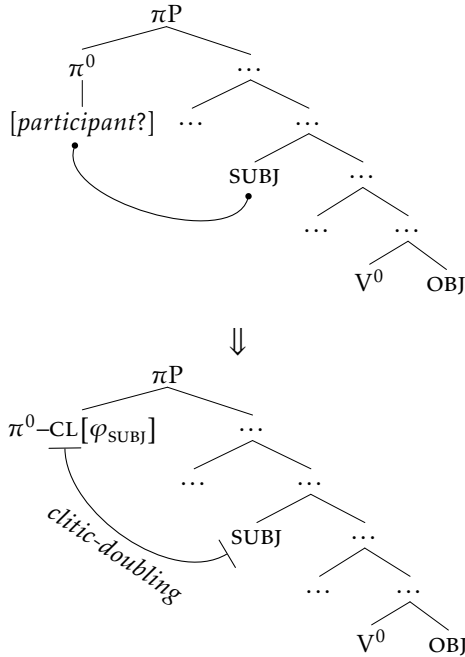 πP
π⁰ ...
[participant?] ... ...
SUBJ ...
... ...
V⁰ OBJ
⇓
πP
π⁰–CL[φSUBJ] ...
... ...
clitic-doubling SUBJ ...
... ...
V⁰ OBJ